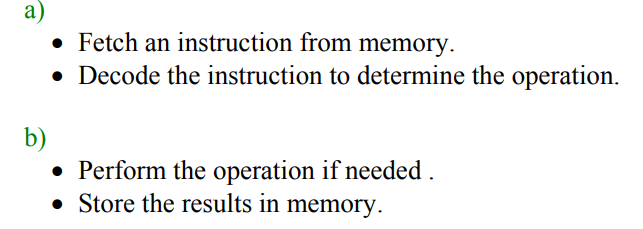 a)
• Fetch an instruction from memory.
• Decode the instruction to determine the operation.
b)
• Perform the operation if needed .
• Store the results in memory.